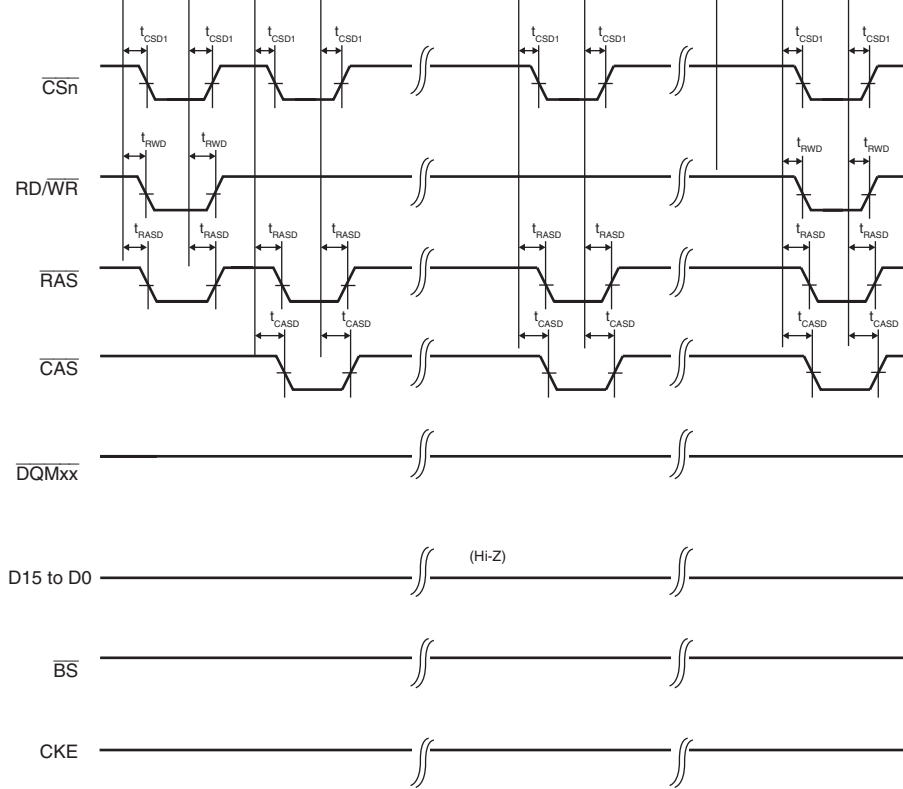 tCSD1 tCSD1 tCSD1 tCSD1 tCSD1 tCSD1 tCSD1 tCSD1
CSn
tRWD tRWD tRWD tRWD
RD/WR
tRASD tRASD tRASD tRASD tRASD tRASD tRASD tRASD
RAS
tCASD tCASD tCASD tCASD tCASD tCASD
CAS
DQMxx
(Hi-Z)
D15 to D0
BS
CKE